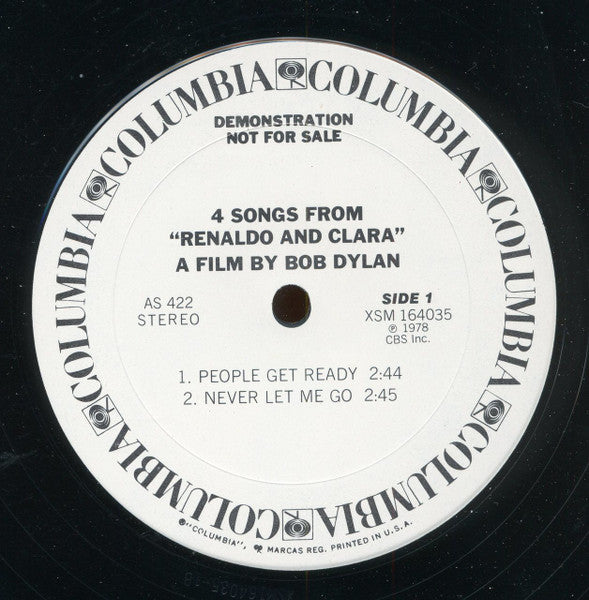 COLUMBIA COLUMBIA COLUMBIA COLUMBIA COLUMBIA COLUMBIA COLUMBIA
DEMONSTRATION
NOT FOR SALE
4 SONGS FROM
“RENALDO AND CLARA”
A FILM BY BOB DYLAN
AS 422
STEREO
SIDE 1
XSM 164035
℗ 1978
CBS Inc.
1. PEOPLE GET READY 2:44
2. NEVER LET ME GO 2:45
®"COLUMBIA", MARCAS REG. PRINTED IN U.S.A.